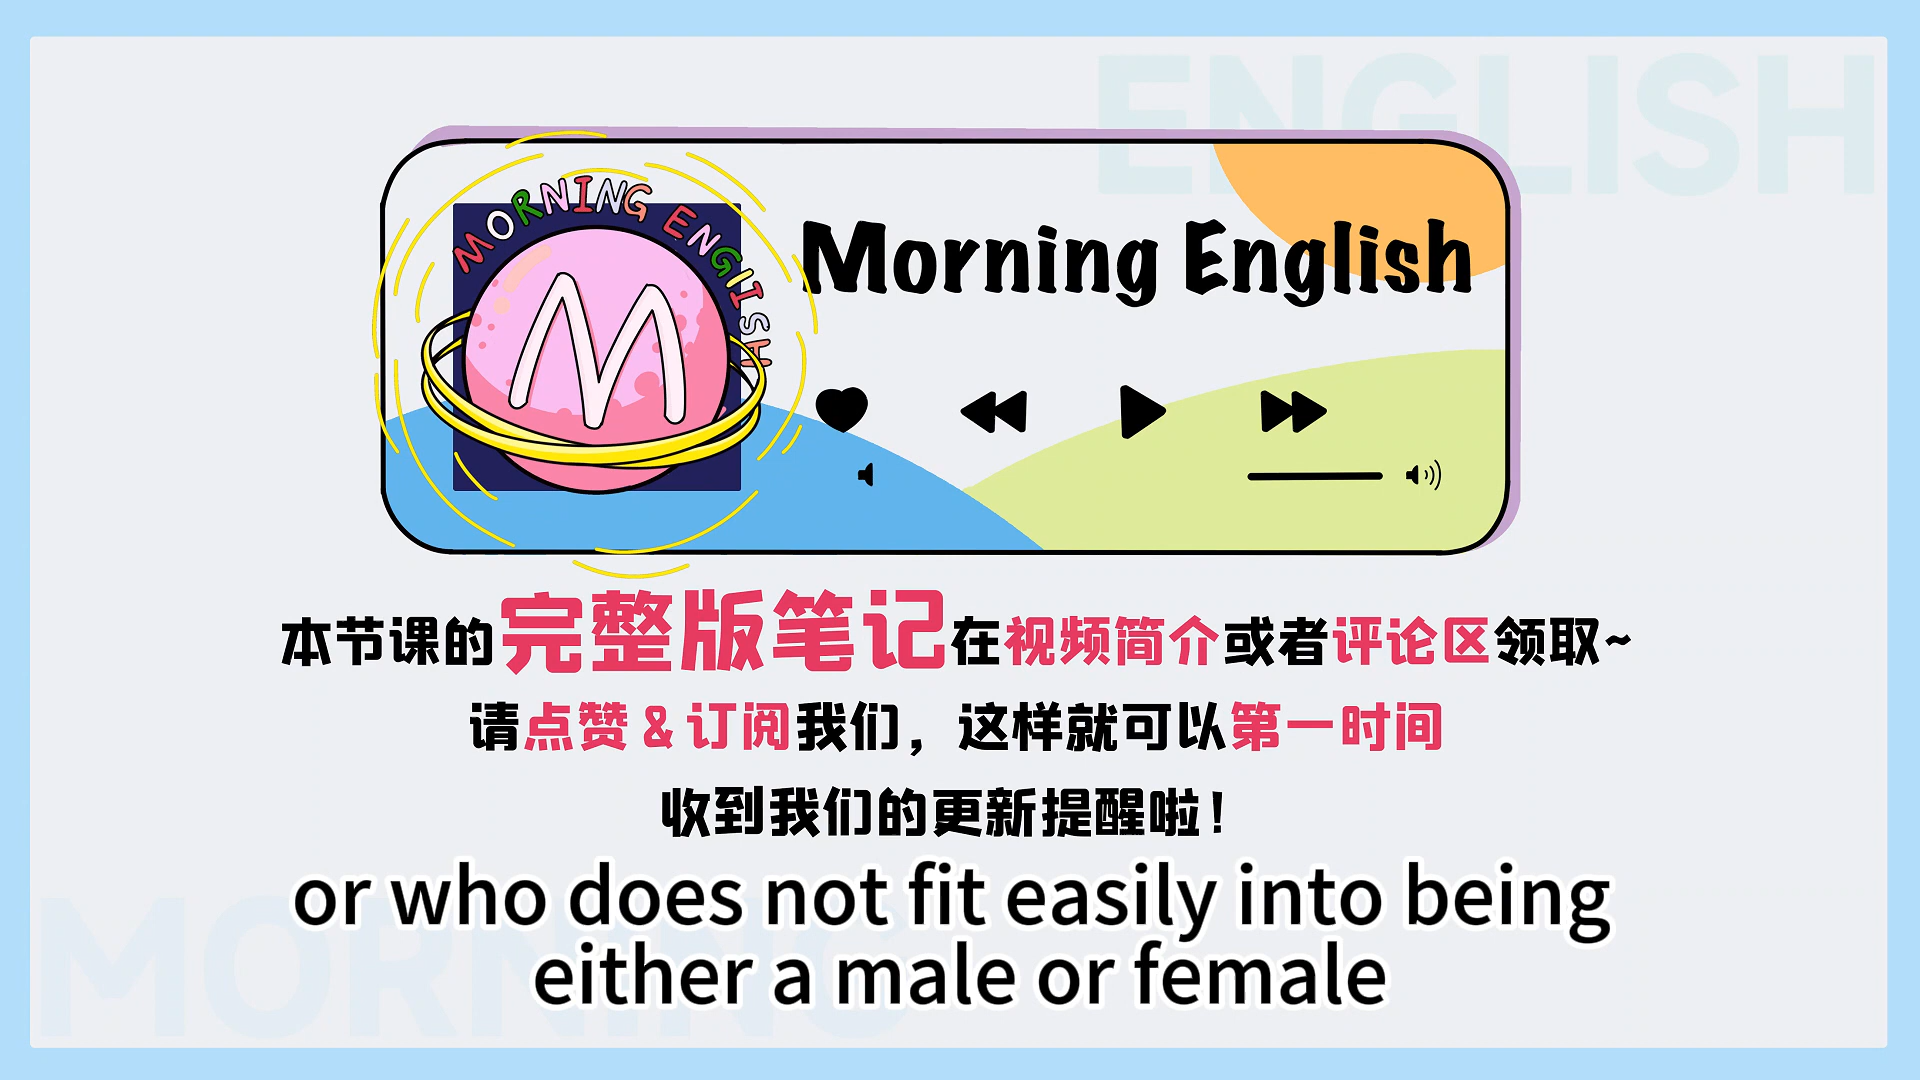 ENGLISH
MORNING ENGLISH
M
Morning English
本节课的完整版笔记在视频简介或者评论区领取~
请点赞&订阅我们，这样就可以第一时间
收到我们的更新提醒啦！
or who does not fit easily into being
either a male or female
MORNING